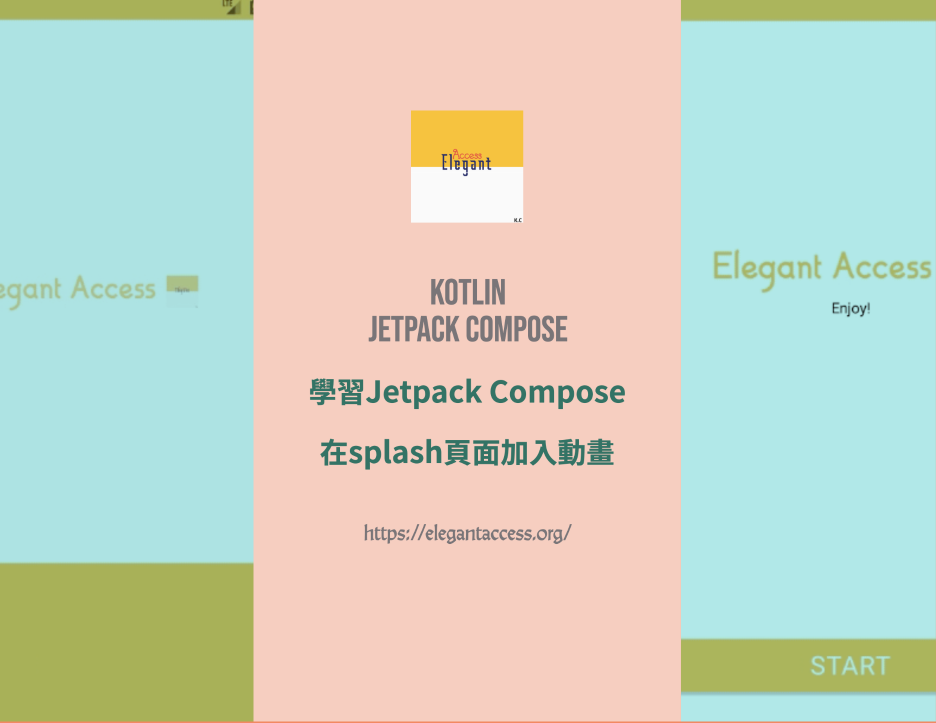 LTE
egant Access
Access
Elegant
K.C
KOTLIN
JETPACK COMPOSE
學習Jetpack Compose
在splash頁面加入動畫
https://elegantaccess.org/
Elegant Access
Enjoy!
START